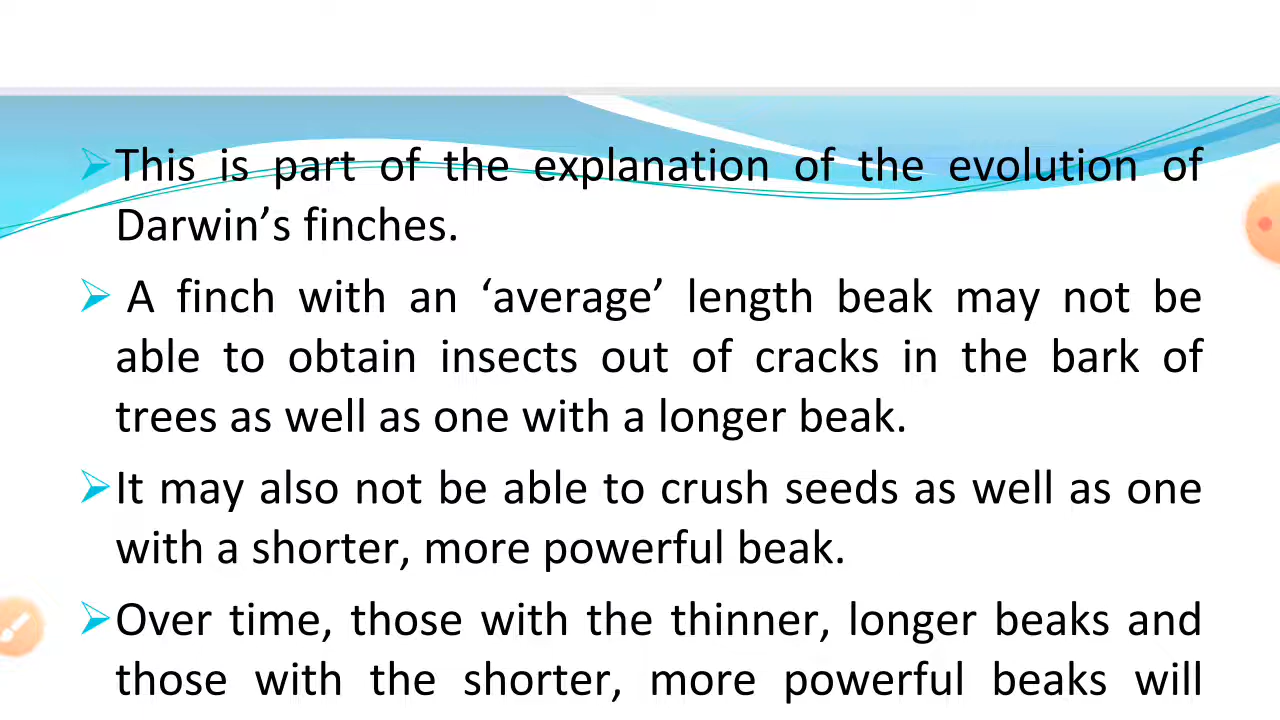 This is part of the explanation of the evolution of
Darwin’s finches.
A finch with an ‘average’ length beak may not be
able to obtain insects out of cracks in the bark of
trees as well as one with a longer beak.
It may also not be able to crush seeds as well as one
with a shorter, more powerful beak.
Over time, those with the thinner, longer beaks and
those with the shorter, more powerful beaks will